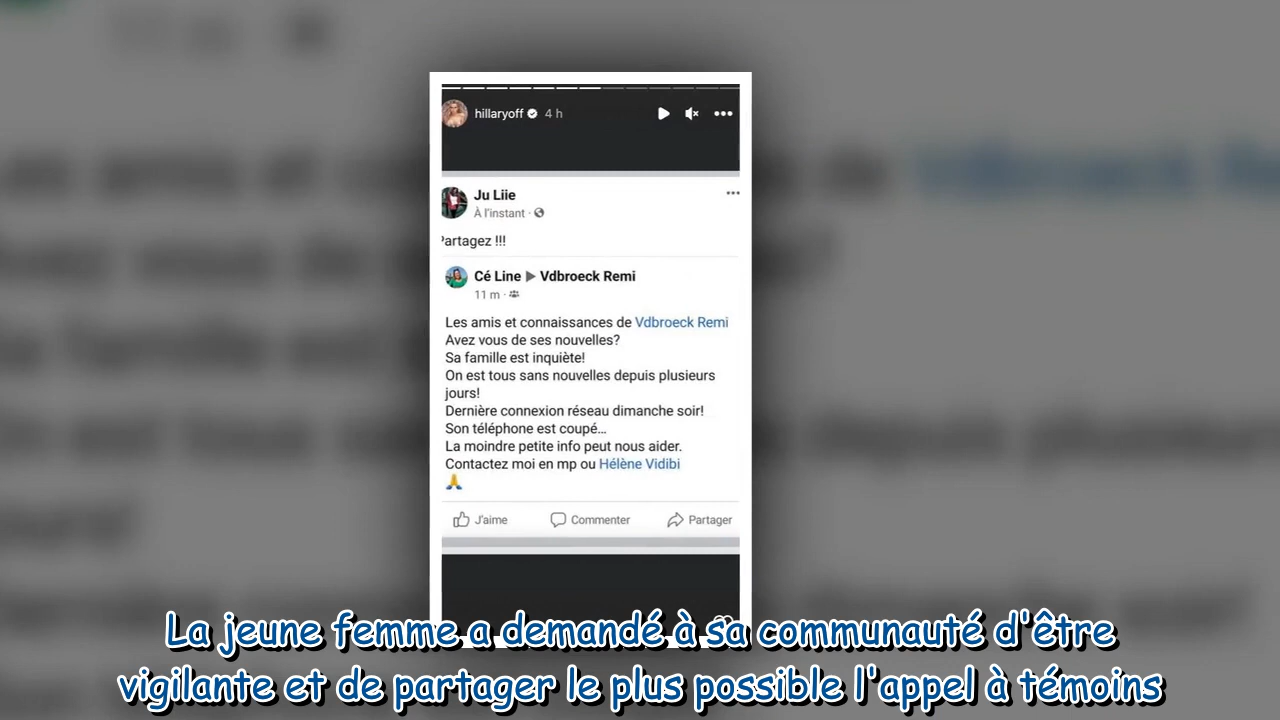 hillaryoff 4 h
Ju Liie
À l'instant
Partagez !!!
Cé Line ▶ Vdbroeck Remi
11 m
Les amis et connaissances de Vdbroeck Remi
Avez vous de ses nouvelles?
Sa famille est inquiète!
On est tous sans nouvelles depuis plusieurs
jours!
Dernière connexion réseau dimanche soir!
Son téléphone est coupé...
La moindre petite info peut nous aider.
Contactez moi en mp ou Hélène Vidibi
🙏
J'aime Commenter Partager
La jeune femme a demandé à sa communauté d'être
vigilante et de partager le plus possible l'appel à témoins